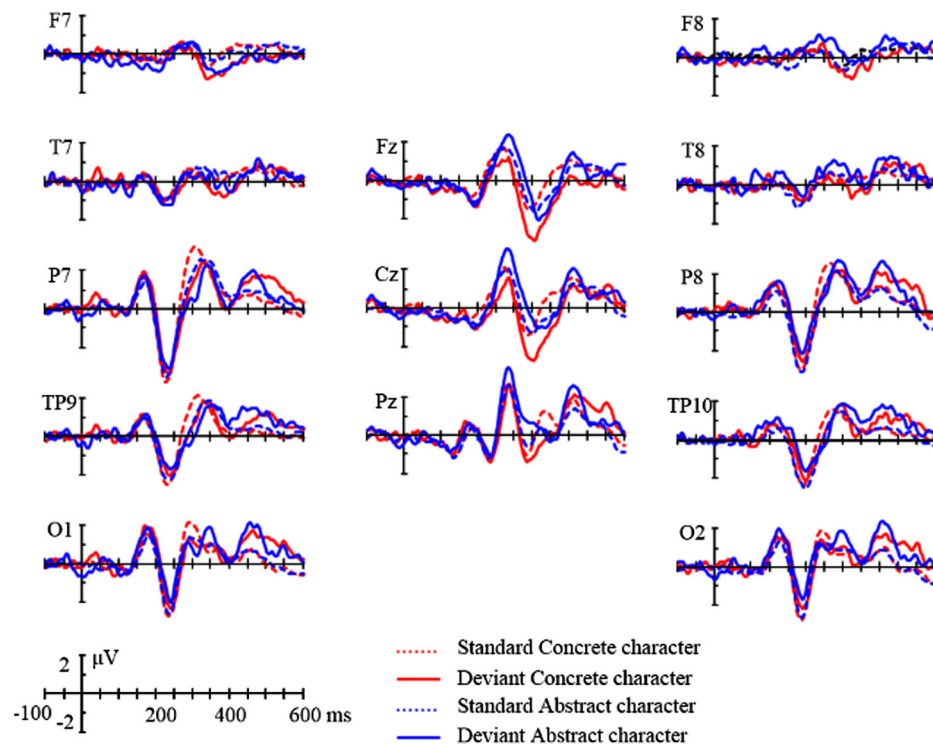 F7
F8
T7
Fz
T8
P7
Cz
P8
TP9
Pz
TP10
O1
O2
2
μV
-100
-2
200
400
600 ms
Standard Concrete character
Deviant Concrete character
Standard Abstract character
Deviant Abstract character